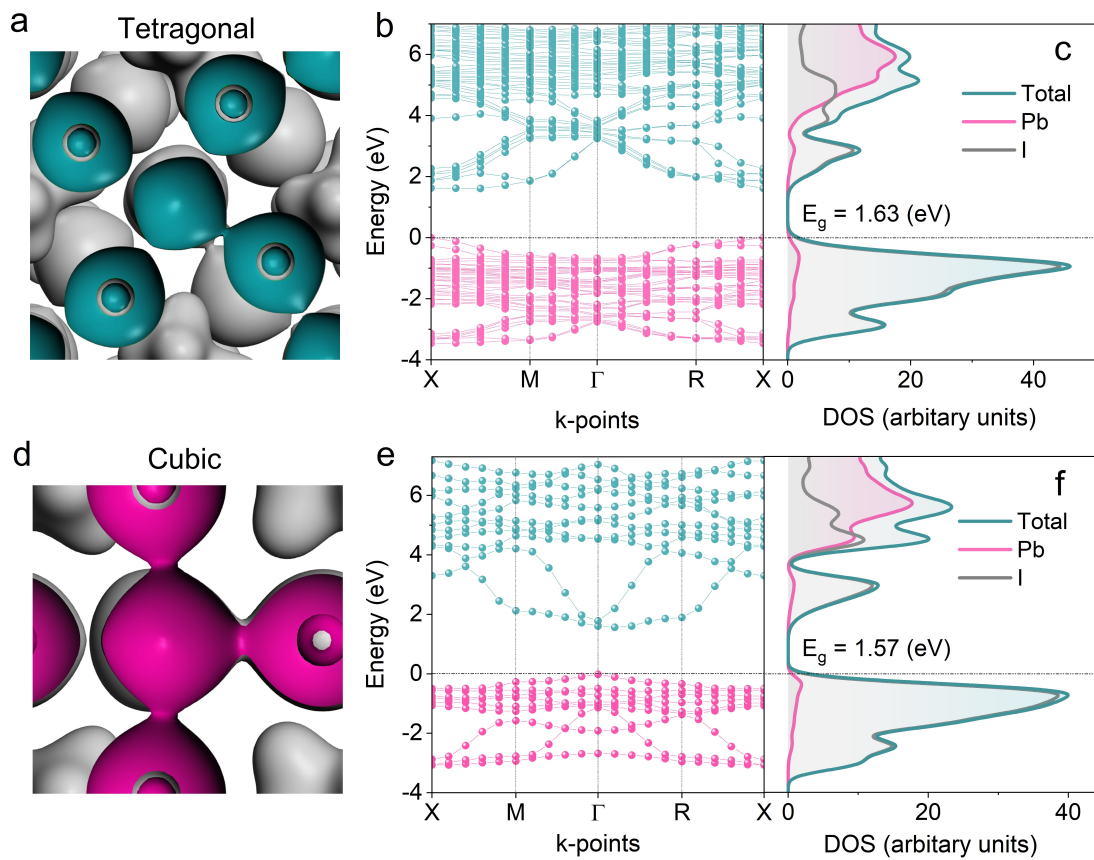 a
Tetragonal
b
c
6
4
2
0
-2
-4
Energy (eV)
X
M
Γ
R
X
k-points
Total
Pb
I
E_g = 1.63 (eV)
0
20
40
DOS (arbitary units)
d
Cubic
e
f
6
4
2
0
-2
-4
Energy (eV)
X
M
Γ
R
X
k-points
Total
Pb
I
E_g = 1.57 (eV)
0
20
40
DOS (arbitary units)